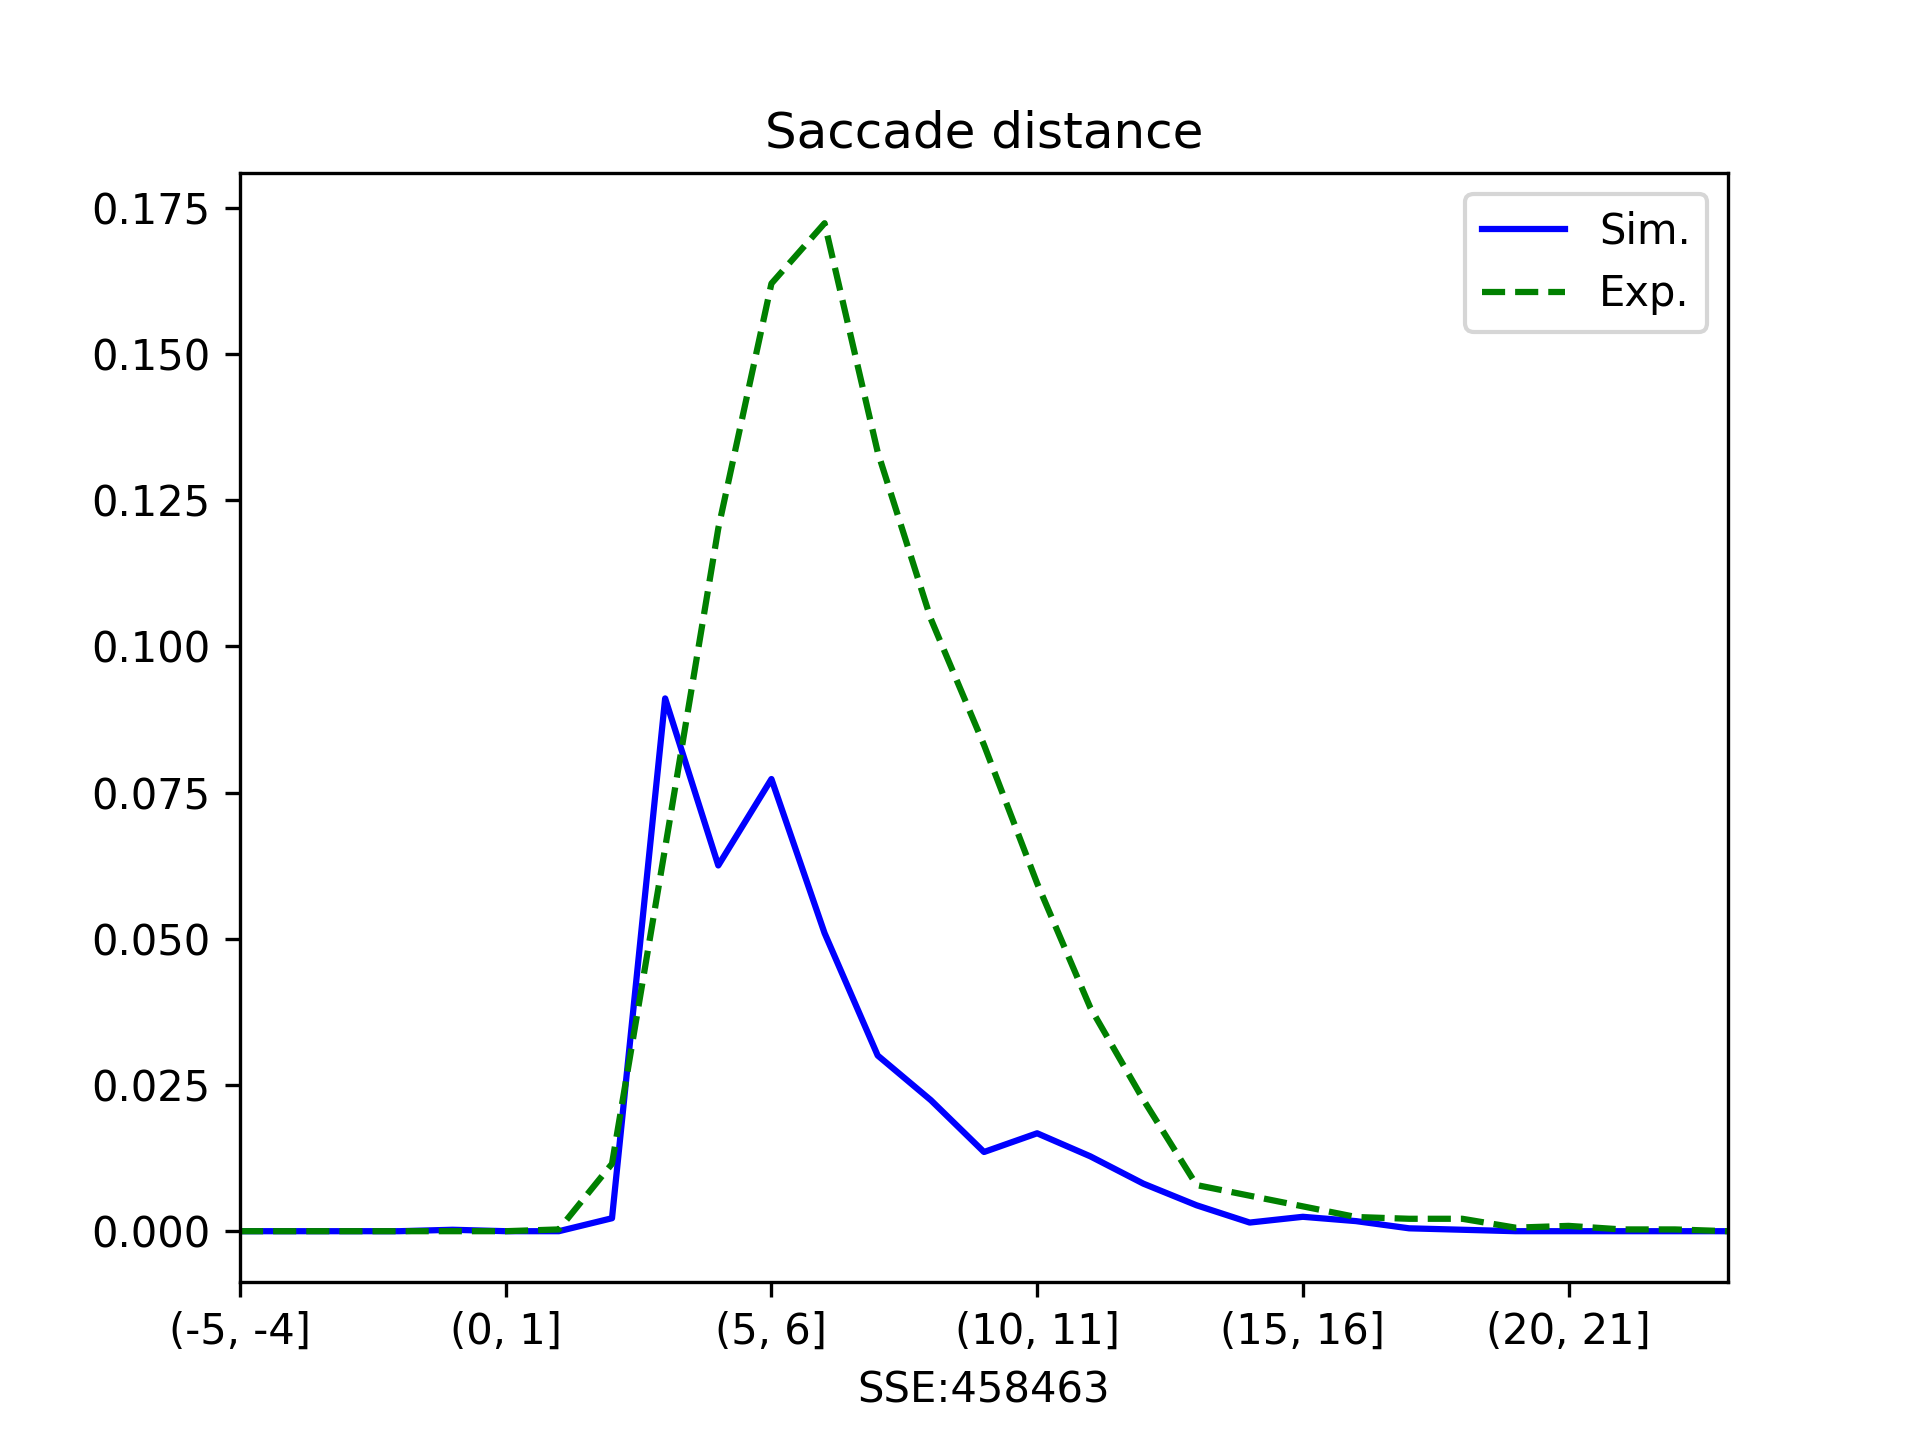 Saccade distance
0.175
0.150
0.125
0.100
0.075
0.050
0.025
0.000
Sim.
Exp.
(-5, -4] (0, 1] (5, 6] (10, 11] (15, 16] (20, 21]
SSE:458463